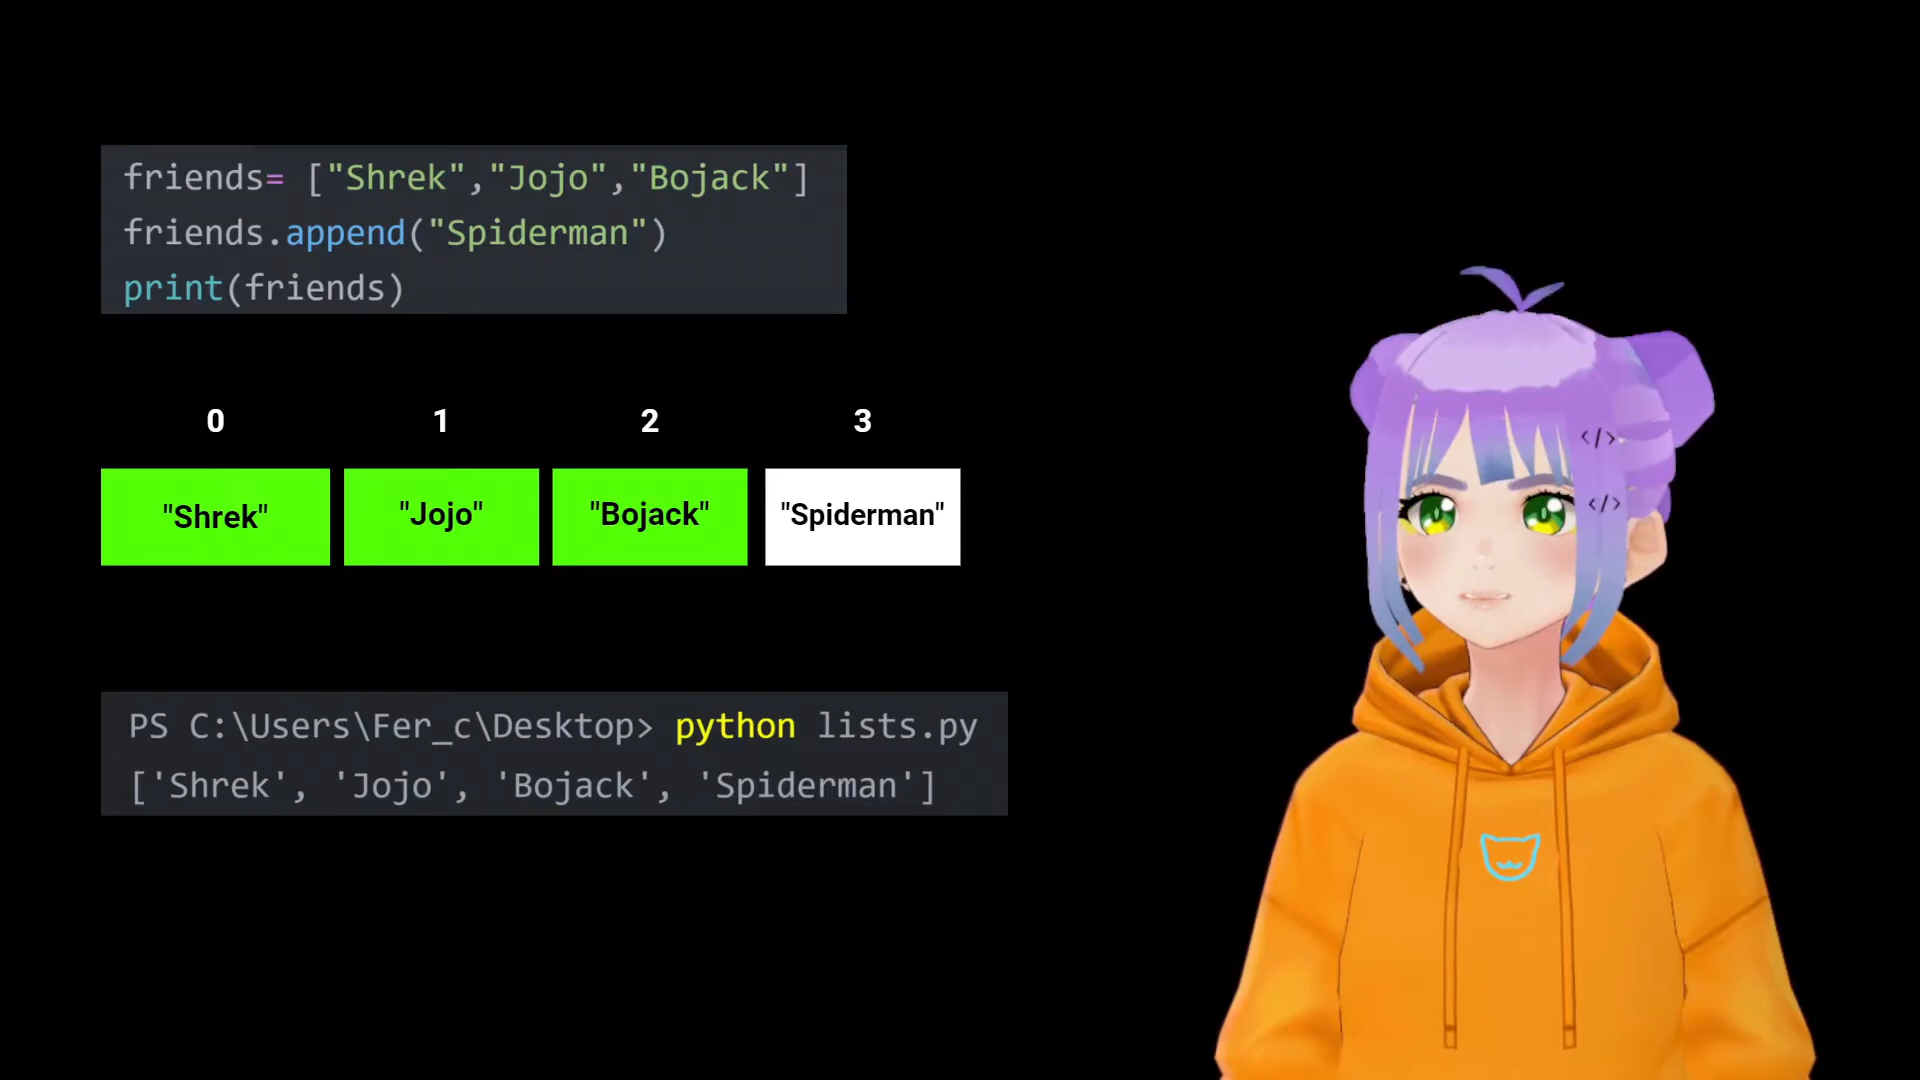 friends= ["Shrek","Jojo","Bojack"]
friends.append("Spiderman")
print(friends)
0 1 2 3
"Shrek" "Jojo" "Bojack" "Spiderman"
</>
</>
PS C:\Users\Fer_c\Desktop> python lists.py
['Shrek', 'Jojo', 'Bojack', 'Spiderman']